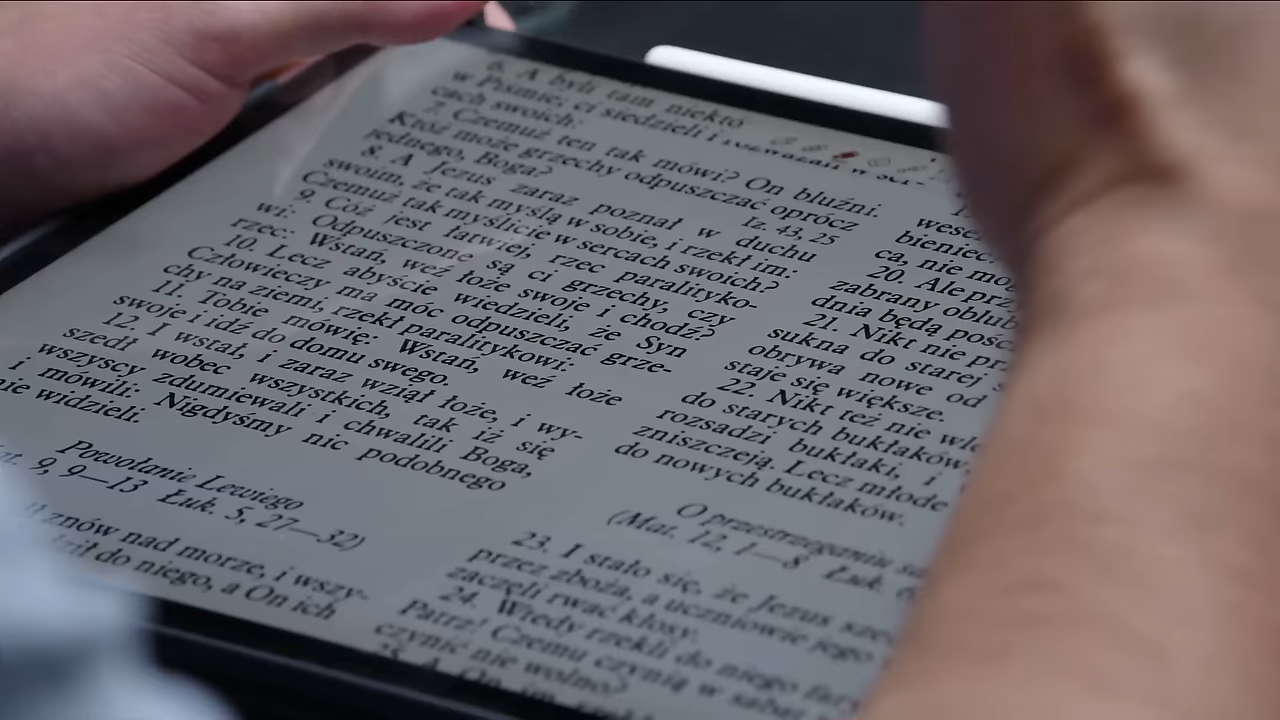 6. A byli tam niektó
w Piśmie, ci siedzieli i
cach swoich:
7. Czemuż ten tak mówi? On bluźni.
Któż może grzechy odpuszczać oprócz
jednego, Boga?
Iz. 43, 25
8. A Jezus zaraz poznał w duchu
swoim, że tak myślą w sobie, i rzekł im:
Czemuż tak myślicie w sercach swoich?
9. Cóż jest łatwiej, rzec paralityko-
wi: Odpuszczone są ci grzechy, czy
rzec: Wstań, weź łoże swoje i chodź?
10. Lecz abyście wiedzieli, że Syn
Człowieczy ma moc odpuszczać grze-
chy na ziemi, rzekł paralitykowi:
11. Tobie mówię: Wstań, weź łoże
swoje i idź do domu swego.
12. I wstał, i zaraz wziął łoże, i wy-
szedł wobec wszystkich, tak iż się
wszyscy zdumiewali i chwalili Boga,
i mówili: Nigdyśmy nic podobnego
nie widzieli.
Powołanie Lewiego
9, 9—13 Łuk. 5, 27—32)
znów nad morze, i wszy-
do niego, a On ich
wese
bieniec
ca, nie mo
20. Ale prz
zabrany oblub
dnia będą pośc
21. Nikt nie pr
sukna do starej s
obrywa nowe od
staje się większe.
22. Nikt też nie wle
do starych bukłaków,
rozsadzi bukłaki, i
zniszczeją. Lecz młode
do nowych bukłaków.
O przestrzeganiu
(Mat. 12, 1—8 Łuk. 6
23. I stało się, że Jezus sze
przez zboża, a uczniowie jego
zaczęli rwać kłosy.
24. Wtedy rzekli do niego fary
Patrz! Czemu czynią w sabat
czynić nie wolno?